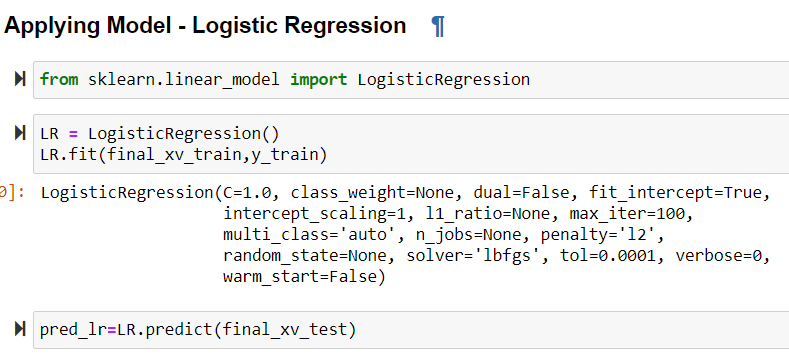 Applying Model - Logistic Regression ¶
from sklearn.linear_model import LogisticRegression
LR = LogisticRegression()
LR.fit(final_xv_train,y_train)
0]: LogisticRegression(C=1.0, class_weight=None, dual=False, fit_intercept=True,
intercept_scaling=1, l1_ratio=None, max_iter=100,
multi_class='auto', n_jobs=None, penalty='l2',
random_state=None, solver='lbfgs', tol=0.0001, verbose=0,
warm_start=False)
pred_lr=LR.predict(final_xv_test)